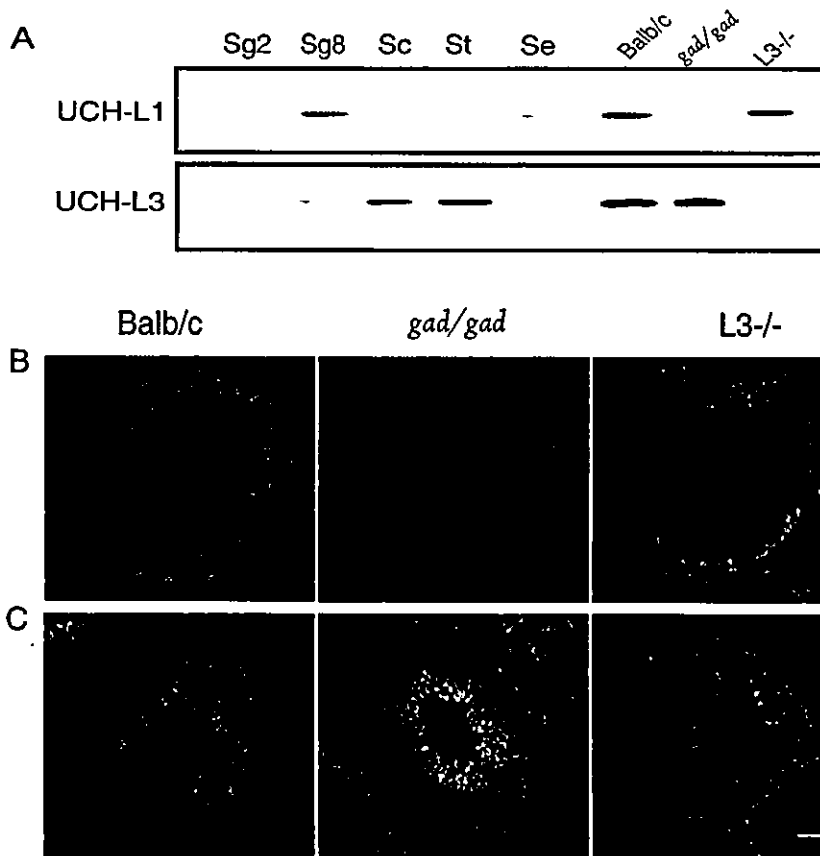 A Sg2 Sg8 Sc St Se Balb/c gad/gad L3-/-
UCH-L1
UCH-L3
Balb/c gad/gad L3-/-
B
C